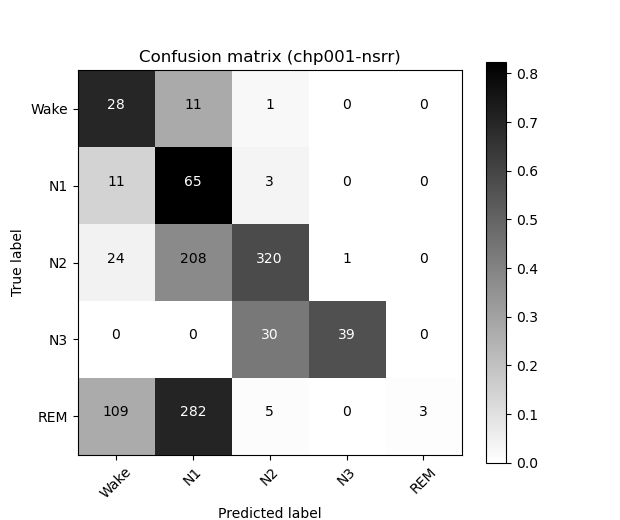 Confusion matrix (chp001-nsrr)
Wake 28 11 1 0 0
N1 11 65 3 0 0
N2 24 208 320 1 0
N3 0 0 30 39 0
REM 109 282 5 0 3
Wake N1 N2 N3 REM
True label
Predicted label
0.8
0.7
0.6
0.5
0.4
0.3
0.2
0.1
0.0